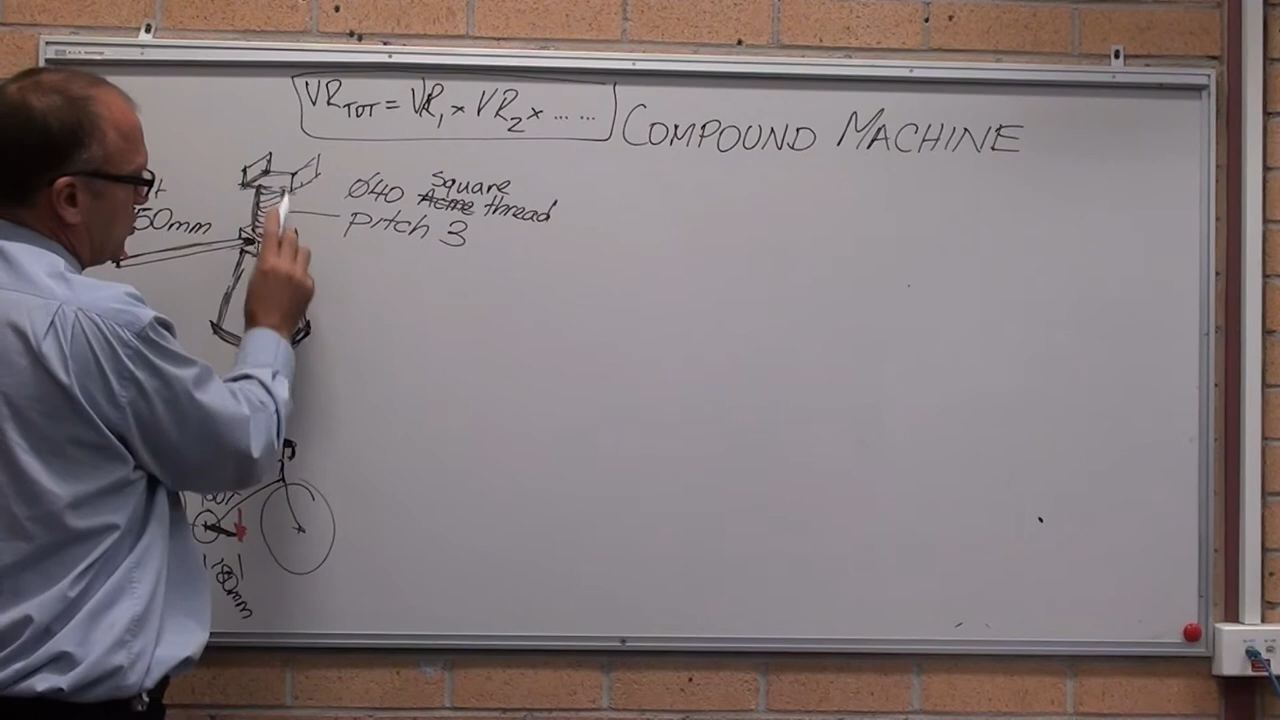 VR TOT = VR1 × VR2 × ... ...
COMPOUND MACHINE
Ø40 Square
Acme thread
Pitch 3
50mm
180mm